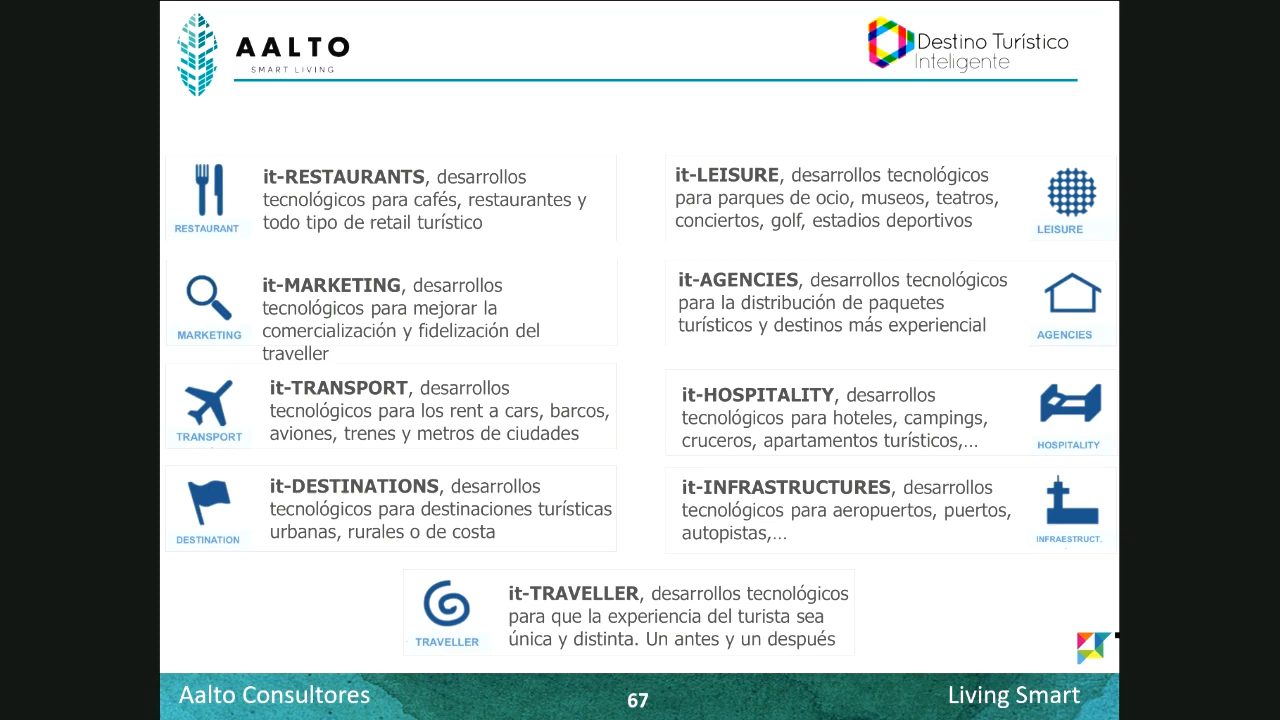 AALTO
SMART LIVING
Destino Turístico
Inteligente
it-RESTAURANTS, desarrollos
tecnológicos para cafés, restaurantes y
todo tipo de retail turístico
RESTAURANT
it-LEISURE, desarrollos tecnológicos
para parques de ocio, museos, teatros,
conciertos, golf, estadios deportivos
LEISURE
it-MARKETING, desarrollos
tecnológicos para mejorar la
comercialización y fidelización del
traveller
MARKETING
it-AGENCIES, desarrollos tecnológicos
para la distribución de paquetes
turísticos y destinos más experiencial
AGENCIES
it-TRANSPORT, desarrollos
tecnológicos para los rent a cars, barcos,
aviones, trenes y metros de ciudades
TRANSPORT
it-HOSPITALITY, desarrollos
tecnológicos para hoteles, campings,
cruceros, apartamentos turísticos,...
HOSPITALITY
it-DESTINATIONS, desarrollos
tecnológicos para destinaciones turísticas
urbanas, rurales o de costa
DESTINATION
it-INFRASTRUCTURES, desarrollos
tecnológicos para aeropuertos, puertos,
autopistas,...
INFRAESTRUCT.
it-TRAVELLER, desarrollos tecnológicos
para que la experiencia del turista sea
única y distinta. Un antes y un después
TRAVELLER
Aalto Consultores
67
Living Smart